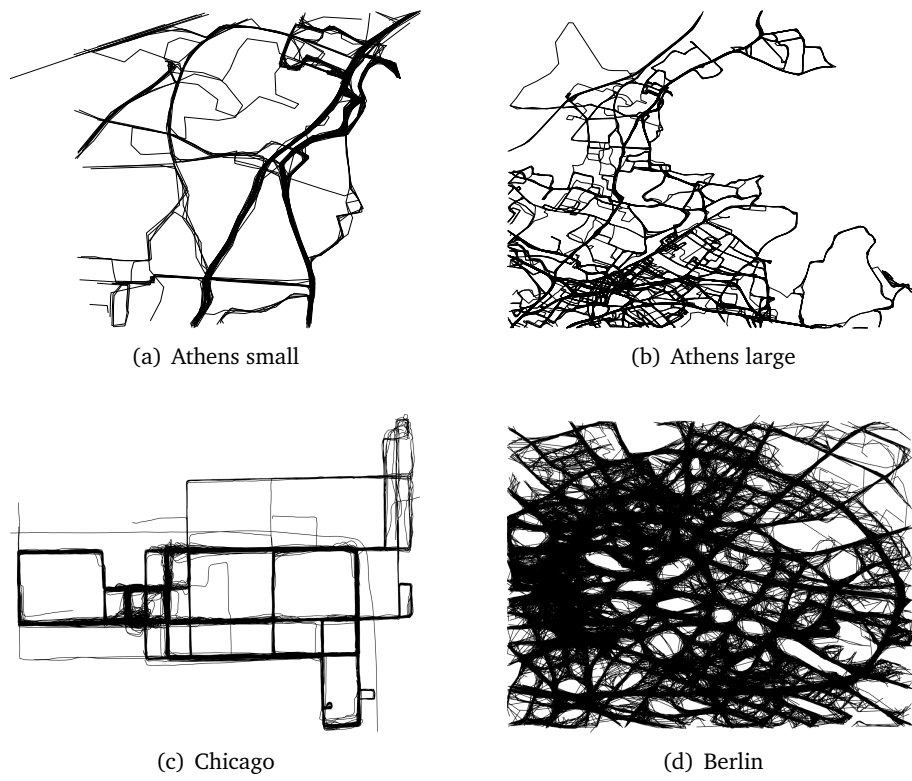 (a) Athens small
(b) Athens large
(c) Chicago
(d) Berlin